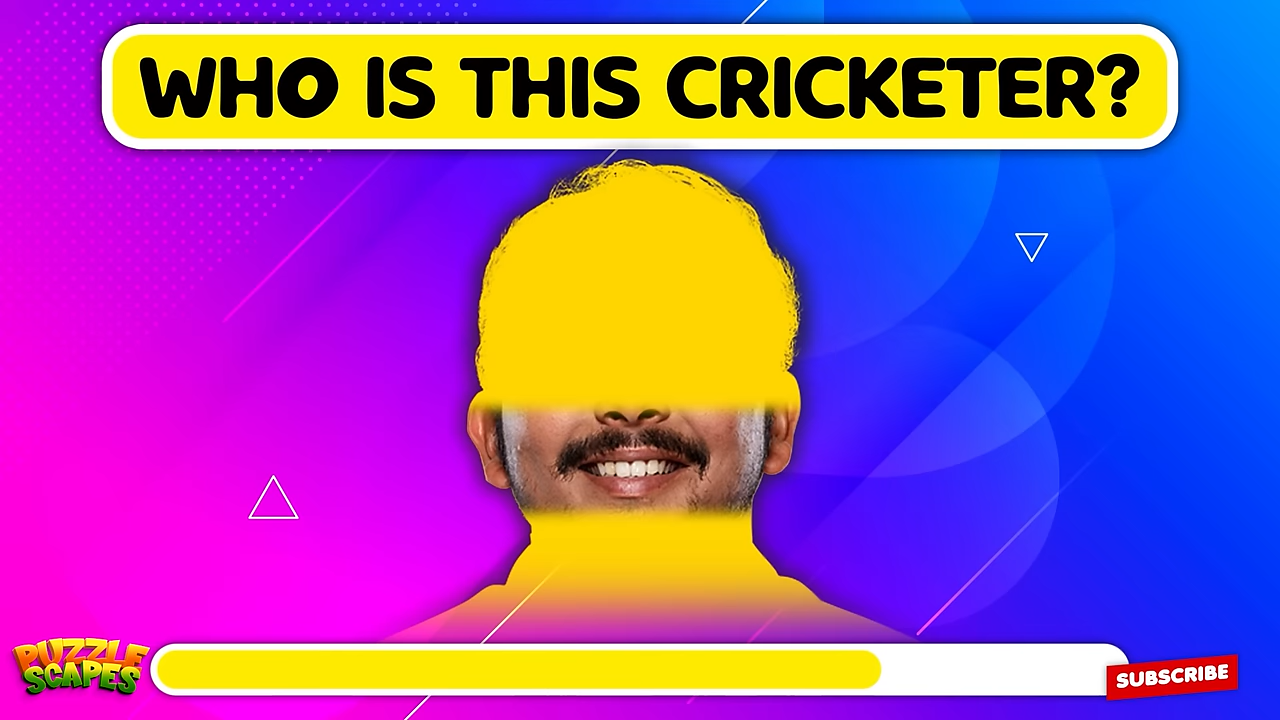 WHO IS THIS CRICKETER?
PUZZLE
SCAPES
SUBSCRIBE